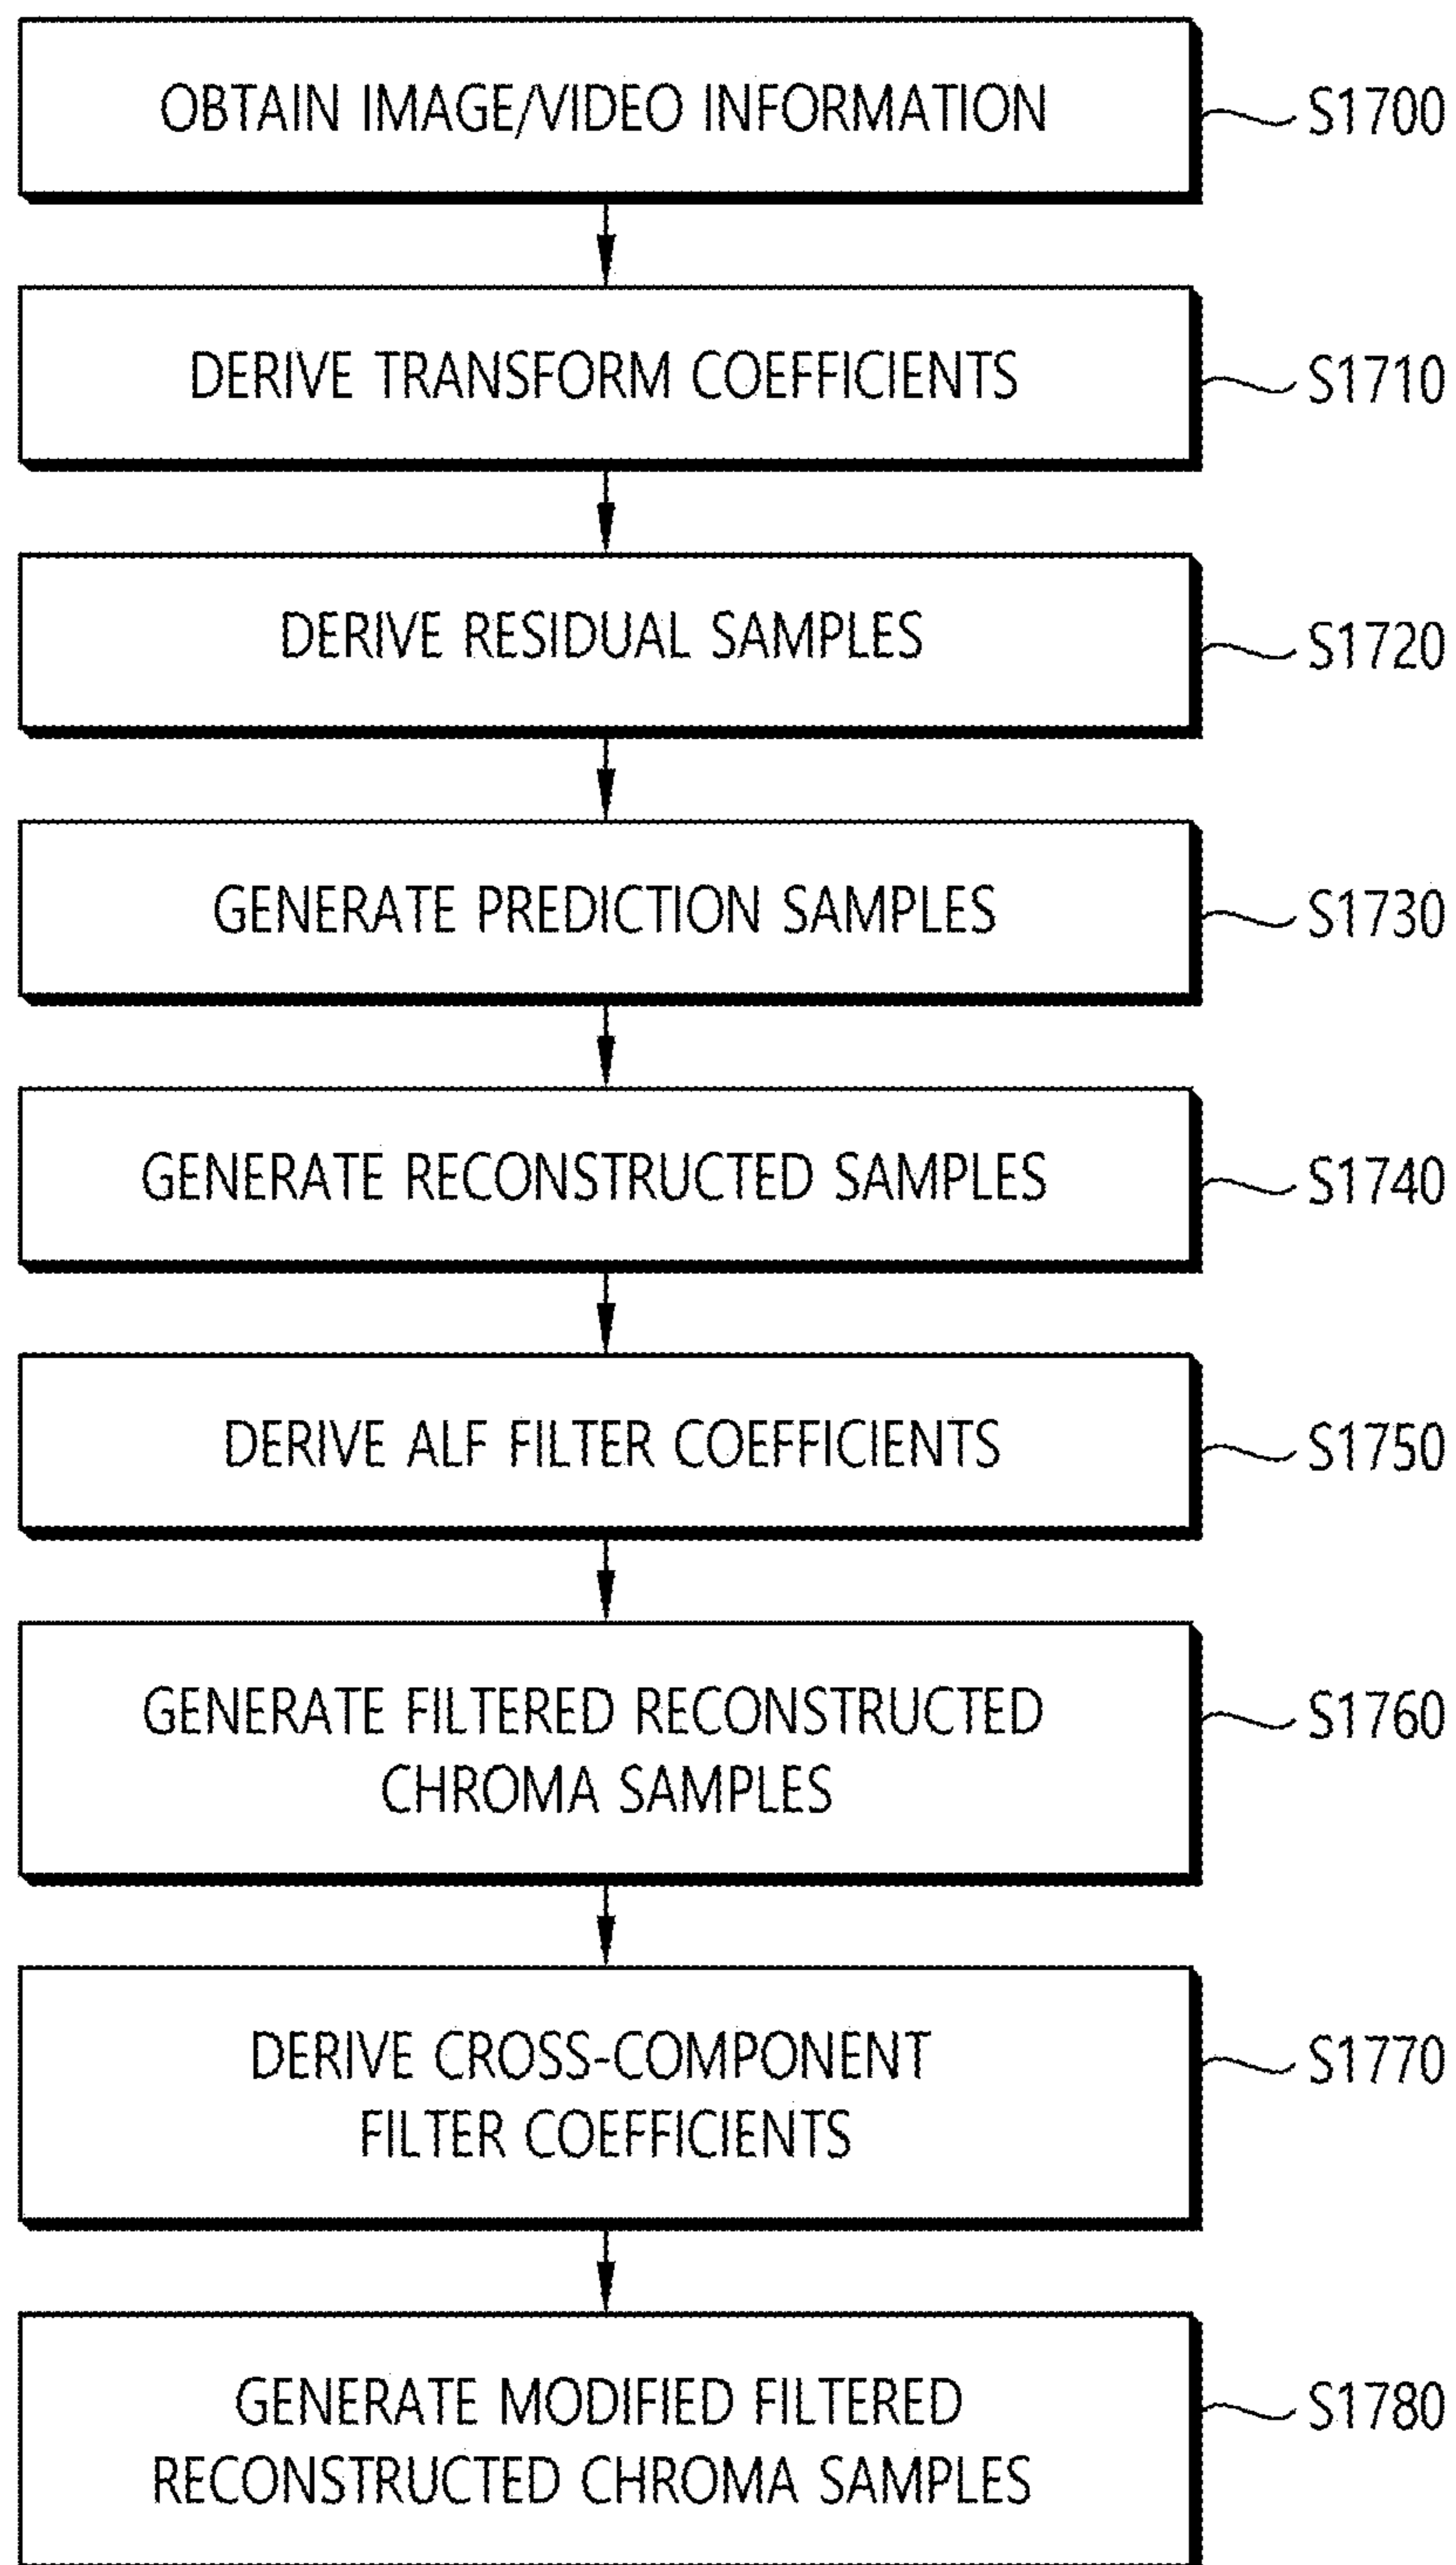 OBTAIN IMAGE/VIDEO INFORMATION
S1700
DERIVE TRANSFORM COEFFICIENTS
S1710
DERIVE RESIDUAL SAMPLES
S1720
GENERATE PREDICTION SAMPLES
S1730
GENERATE RECONSTRUCTED SAMPLES
S1740
DERIVE ALF FILTER COEFFICIENTS
S1750
GENERATE FILTERED RECONSTRUCTED
CHROMA SAMPLES
S1760
DERIVE CROSS-COMPONENT
FILTER COEFFICIENTS
S1770
GENERATE MODIFIED FILTERED
RECONSTRUCTED CHROMA SAMPLES
S1780